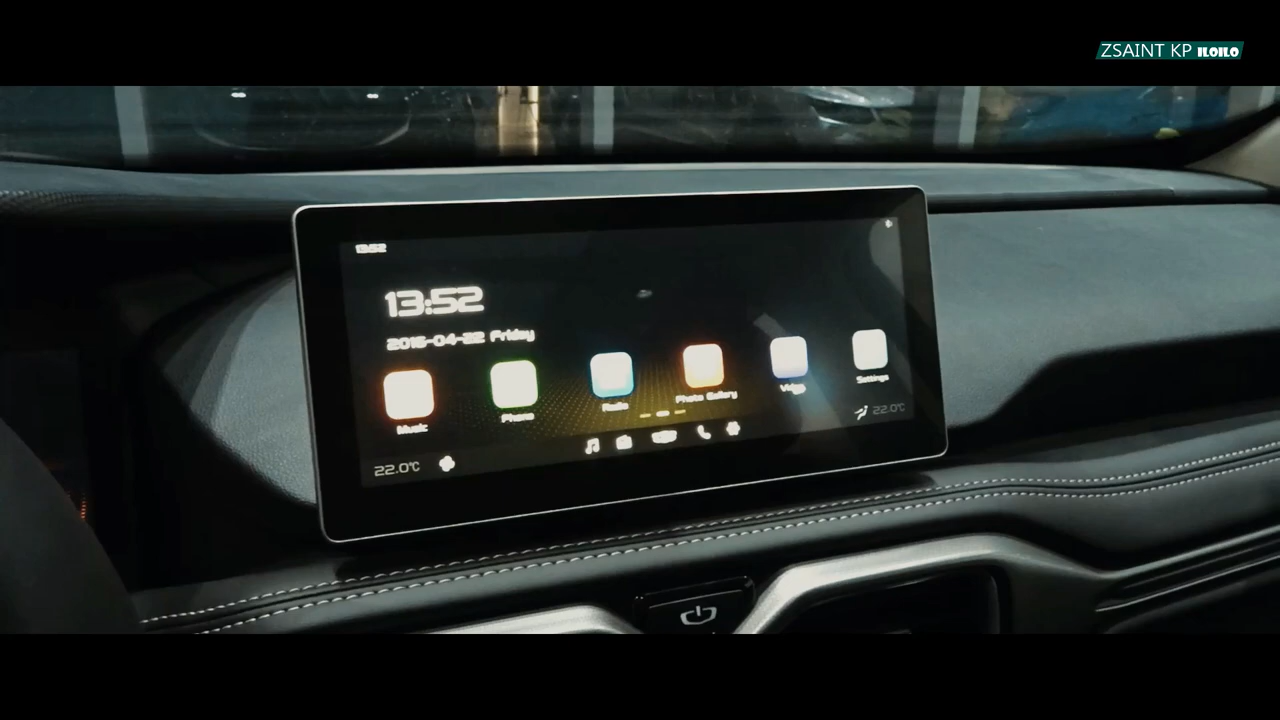 ZSAINT KP ILOILO
13:52
13:52
2016-04-22 Friday
Music
Phone
Radio
Photo Gallery
Video
Settings
22.0℃
22.0℃